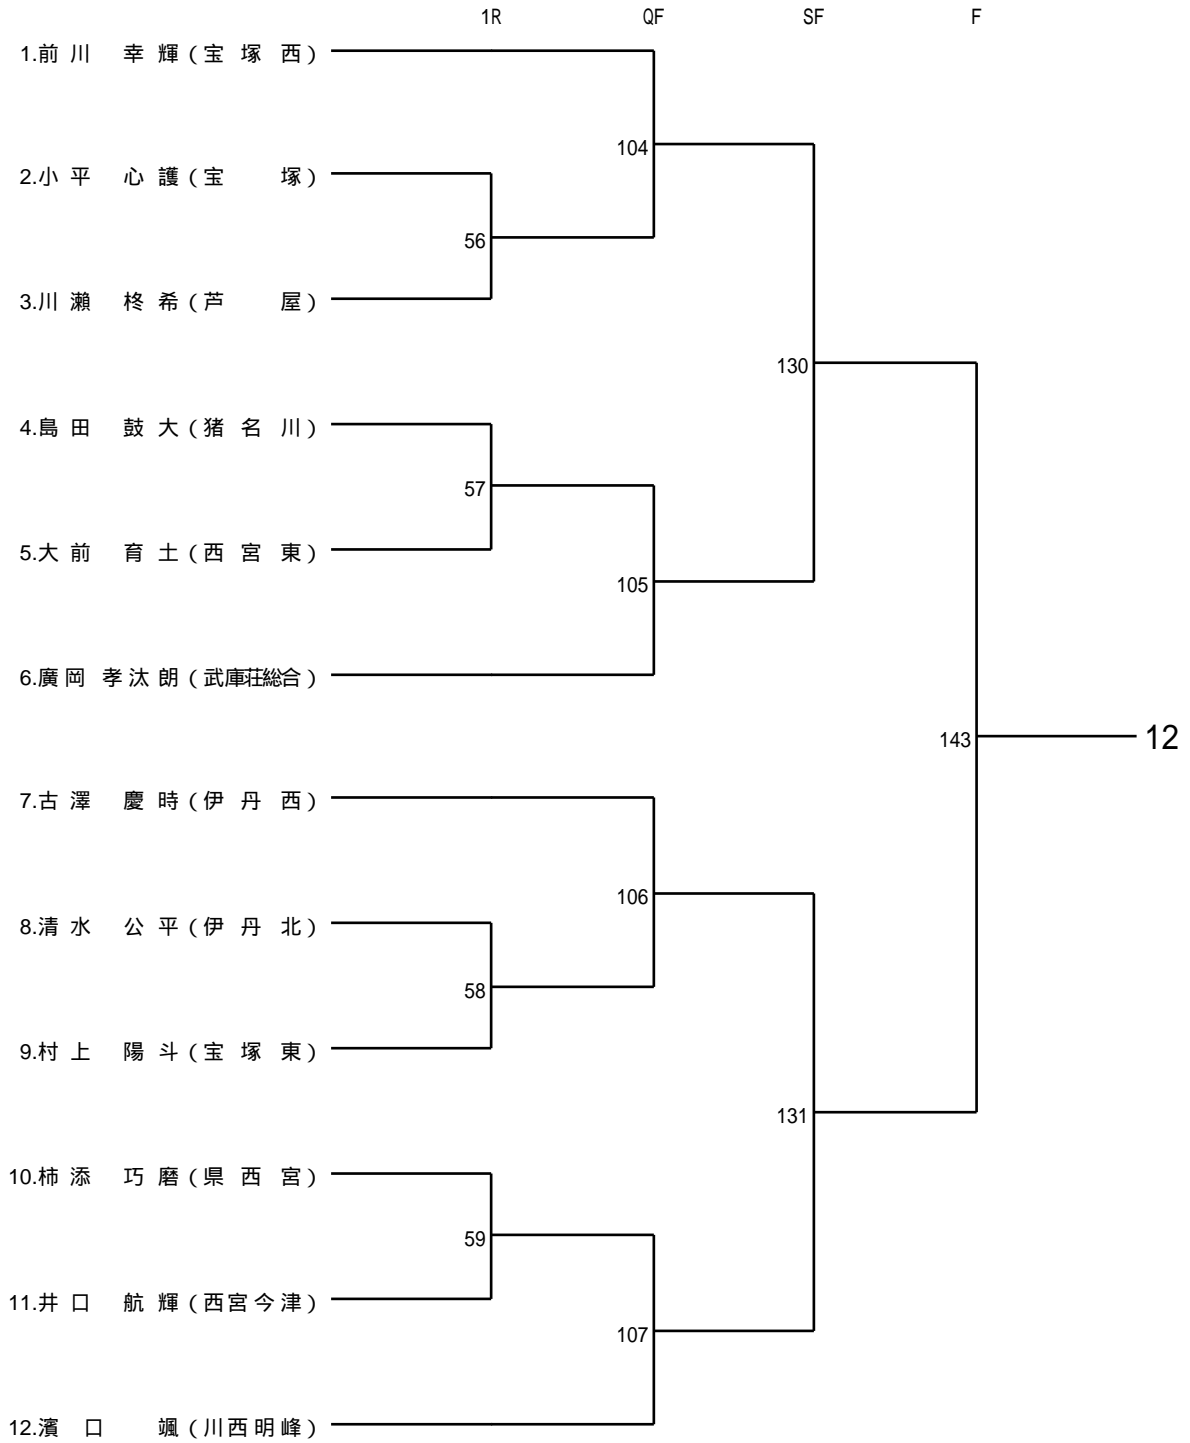 1R QF SF F
1.前川 幸輝(宝塚西)
104
2.小平 心護(宝塚)
56
3.川瀨 柊希(芦屋)
130
4.島田 鼓大(猪名川)
57
5.大前 育土(西宮東)
105
6.廣岡 孝汰朗(武庫荘総合)
143
12
7.古澤 慶時(伊丹西)
106
8.清水 公平(伊丹北)
58
9.村上 陽斗(宝塚東)
131
10.柿添 巧磨(県西宮)
59
11.井口 航輝(西宮今津)
107
12.濱口 颯(川西明峰)